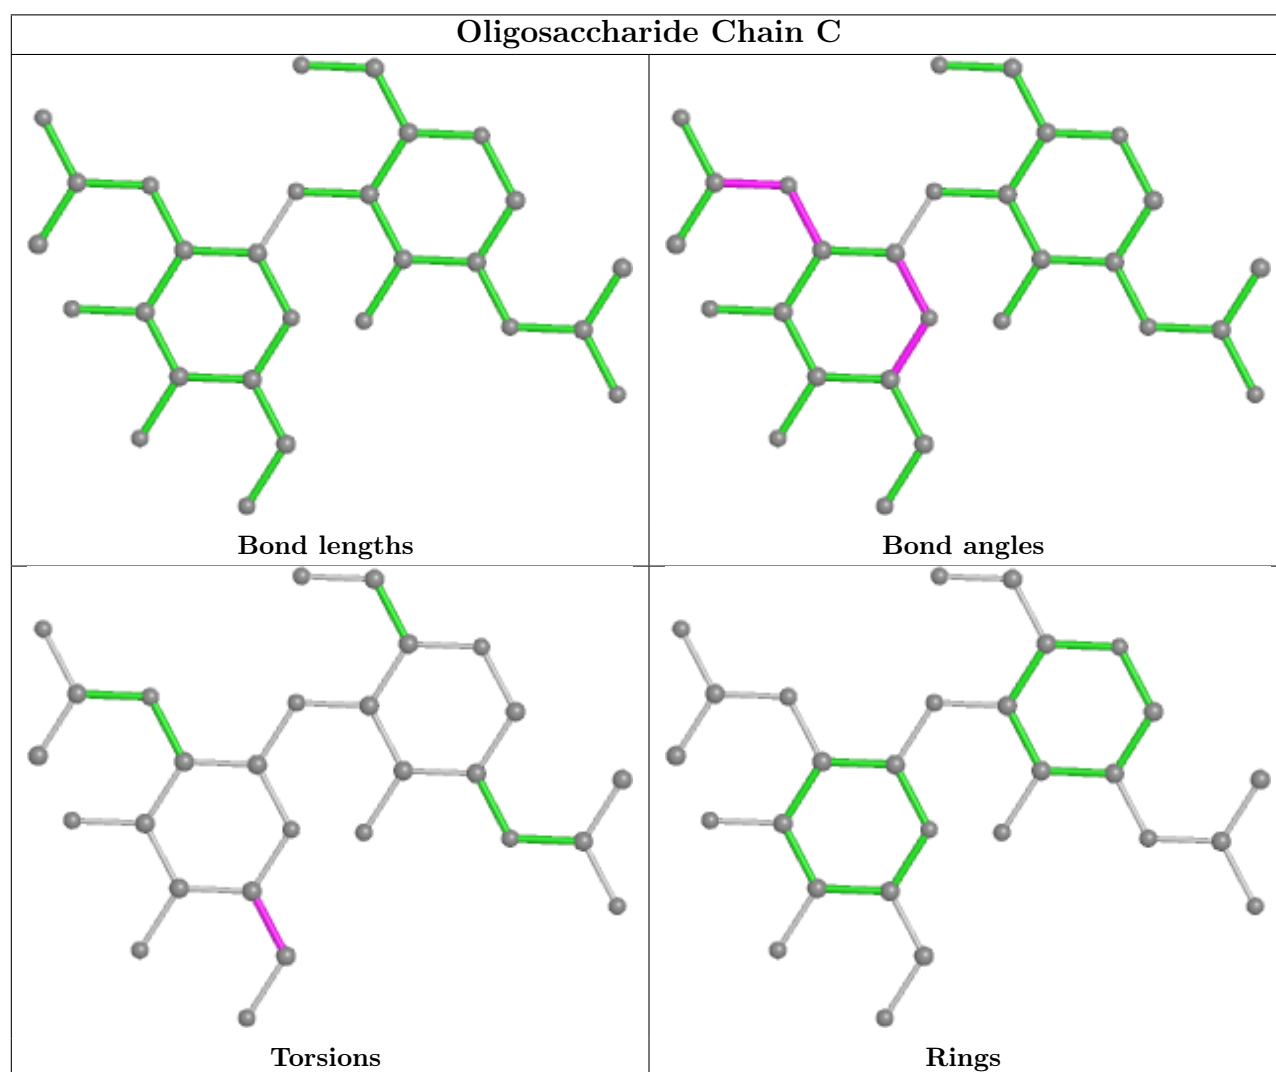 Oligosaccharide Chain C
Bond lengths
Bond angles
Torsions
Rings